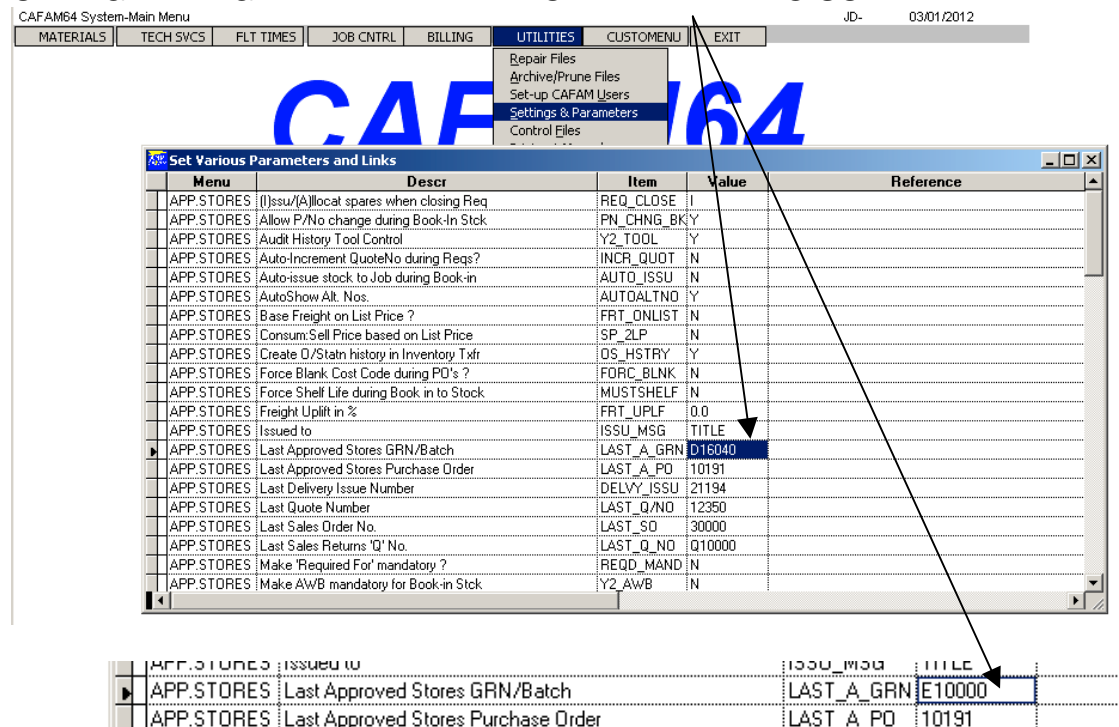 CAFAM64 System-Main Menu JD- 03/01/2012
MATERIALS TECH SVCS FLT TIMES JOB CNTRL BILLING UTILITIES CUSTOMENU EXIT
Repair Files
Archive/Prune Files
Set-up CAFAM Users
Settings & Parameters
Control Files
CAFAM64
Set Various Parameters and Links
Menu Descr Item Value Reference
APP.STORES (I)ssu/(A)llocat spares when closing Req REQ_CLOSE I
APP.STORES Allow P/No change during Book-In Stck PN_CHNG_BK Y
APP.STORES Audit History Tool Control Y2_TOOL Y
APP.STORES Auto-Increment QuoteNo during Reqs? INCR_QUOT N
APP.STORES Auto-issue stock to Job during Book-in AUTO_ISSU N
APP.STORES AutoShow Alt. Nos. AUTOALTNO Y
APP.STORES Base Freight on List Price ? FRT_ONLIST N
APP.STORES Consum:Sell Price based on List Price SP_2LP N
APP.STORES Create O/Statn history in Inventory Txfr OS_HSTRY Y
APP.STORES Force Blank Cost Code during PO's ? FORC_BLNK N
APP.STORES Force Shelf Life during Book in to Stock MUSTSHELF N
APP.STORES Freight Uplift in % FRT_UPLF 0.0
APP.STORES Issued to ISSU_MSG TITLE
APP.STORES Last Approved Stores GRN/Batch LAST_A_GRN D16040
APP.STORES Last Approved Stores Purchase Order LAST_A_PO 10191
APP.STORES Last Delivery Issue Number DELVY_ISSU 21194
APP.STORES Last Quote Number LAST_Q/NO 12350
APP.STORES Last Sales Order No. LAST_SO 30000
APP.STORES Last Sales Returns 'Q' No. LAST_Q_NO Q10000
APP.STORES Make 'Required For' mandatory ? REQD_MAND N
APP.STORES Make AWB mandatory for Book-in Stck Y2_AWB N
APP.STORES Issued to ISSU_MSG TITLE
APP.STORES Last Approved Stores GRN/Batch LAST_A_GRN E10000
APP.STORES Last Approved Stores Purchase Order LAST_A_PO 10191